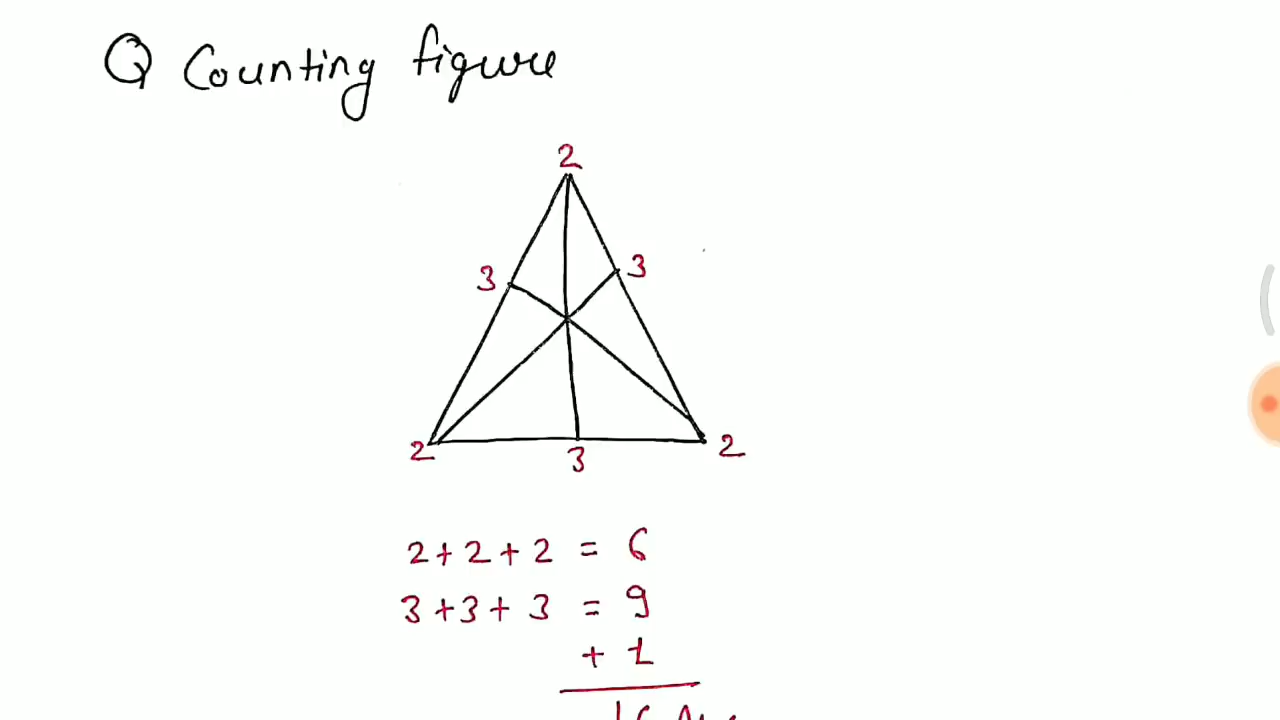 Q Counting figure
2
3 3
2 3 2
2 + 2 + 2 = 6
3 + 3 + 3 = 9
+ 1